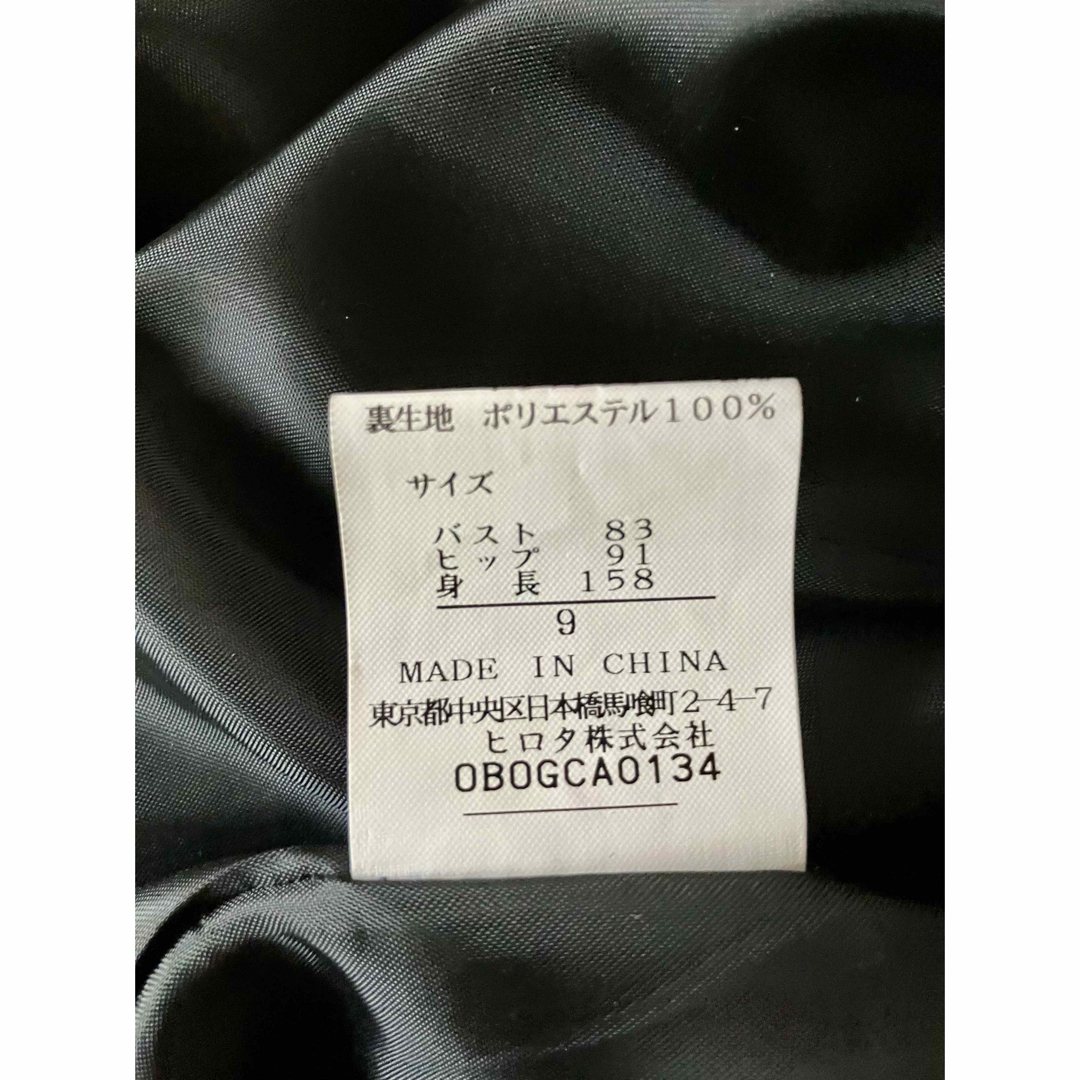 裏生地 ポリエステル100%
サイズ
バスト 83
ヒップ 91
身長 158
9
MADE IN CHINA
東京都中央区日本橋馬喰町2-4-7
ヒロタ株式会社
0B0GCA0134